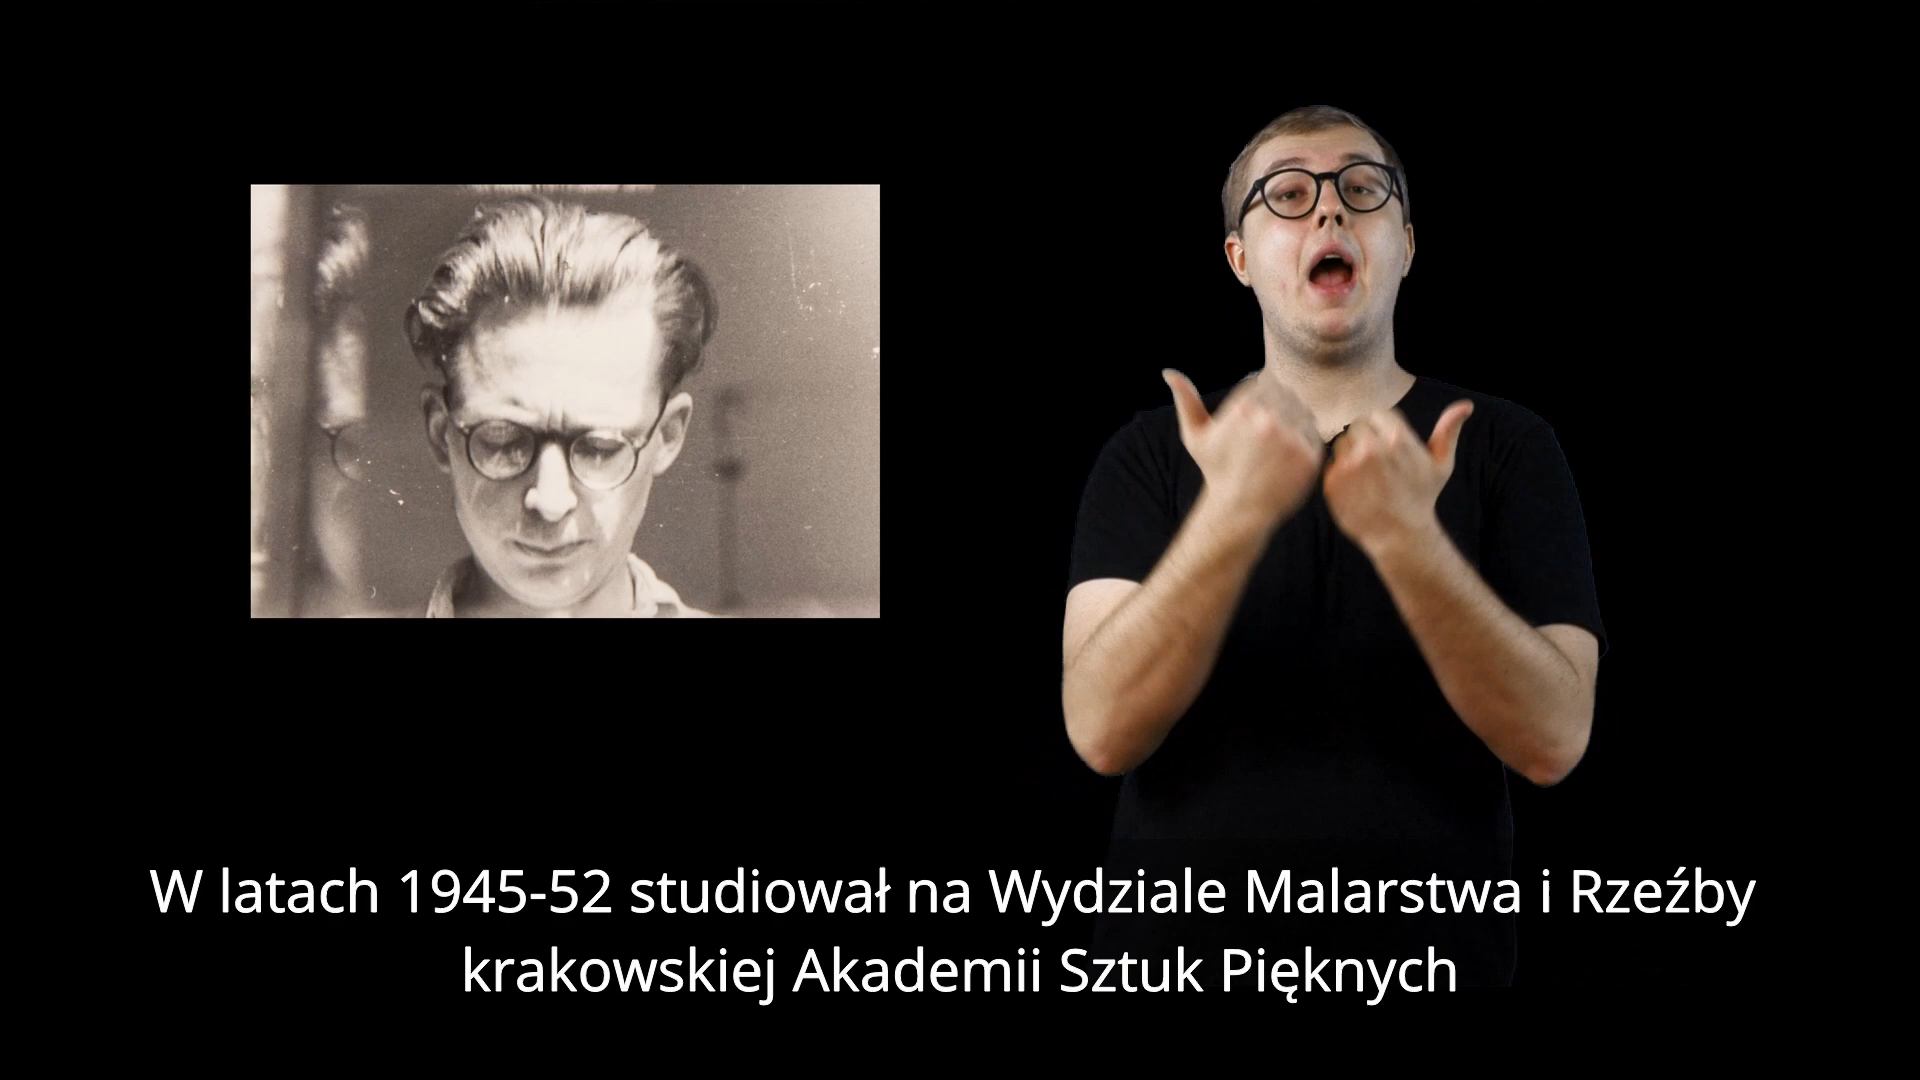 W latach 1945-52 studiował na Wydziale Malarstwa i Rzeźby
krakowskiej Akademii Sztuk Pięknych